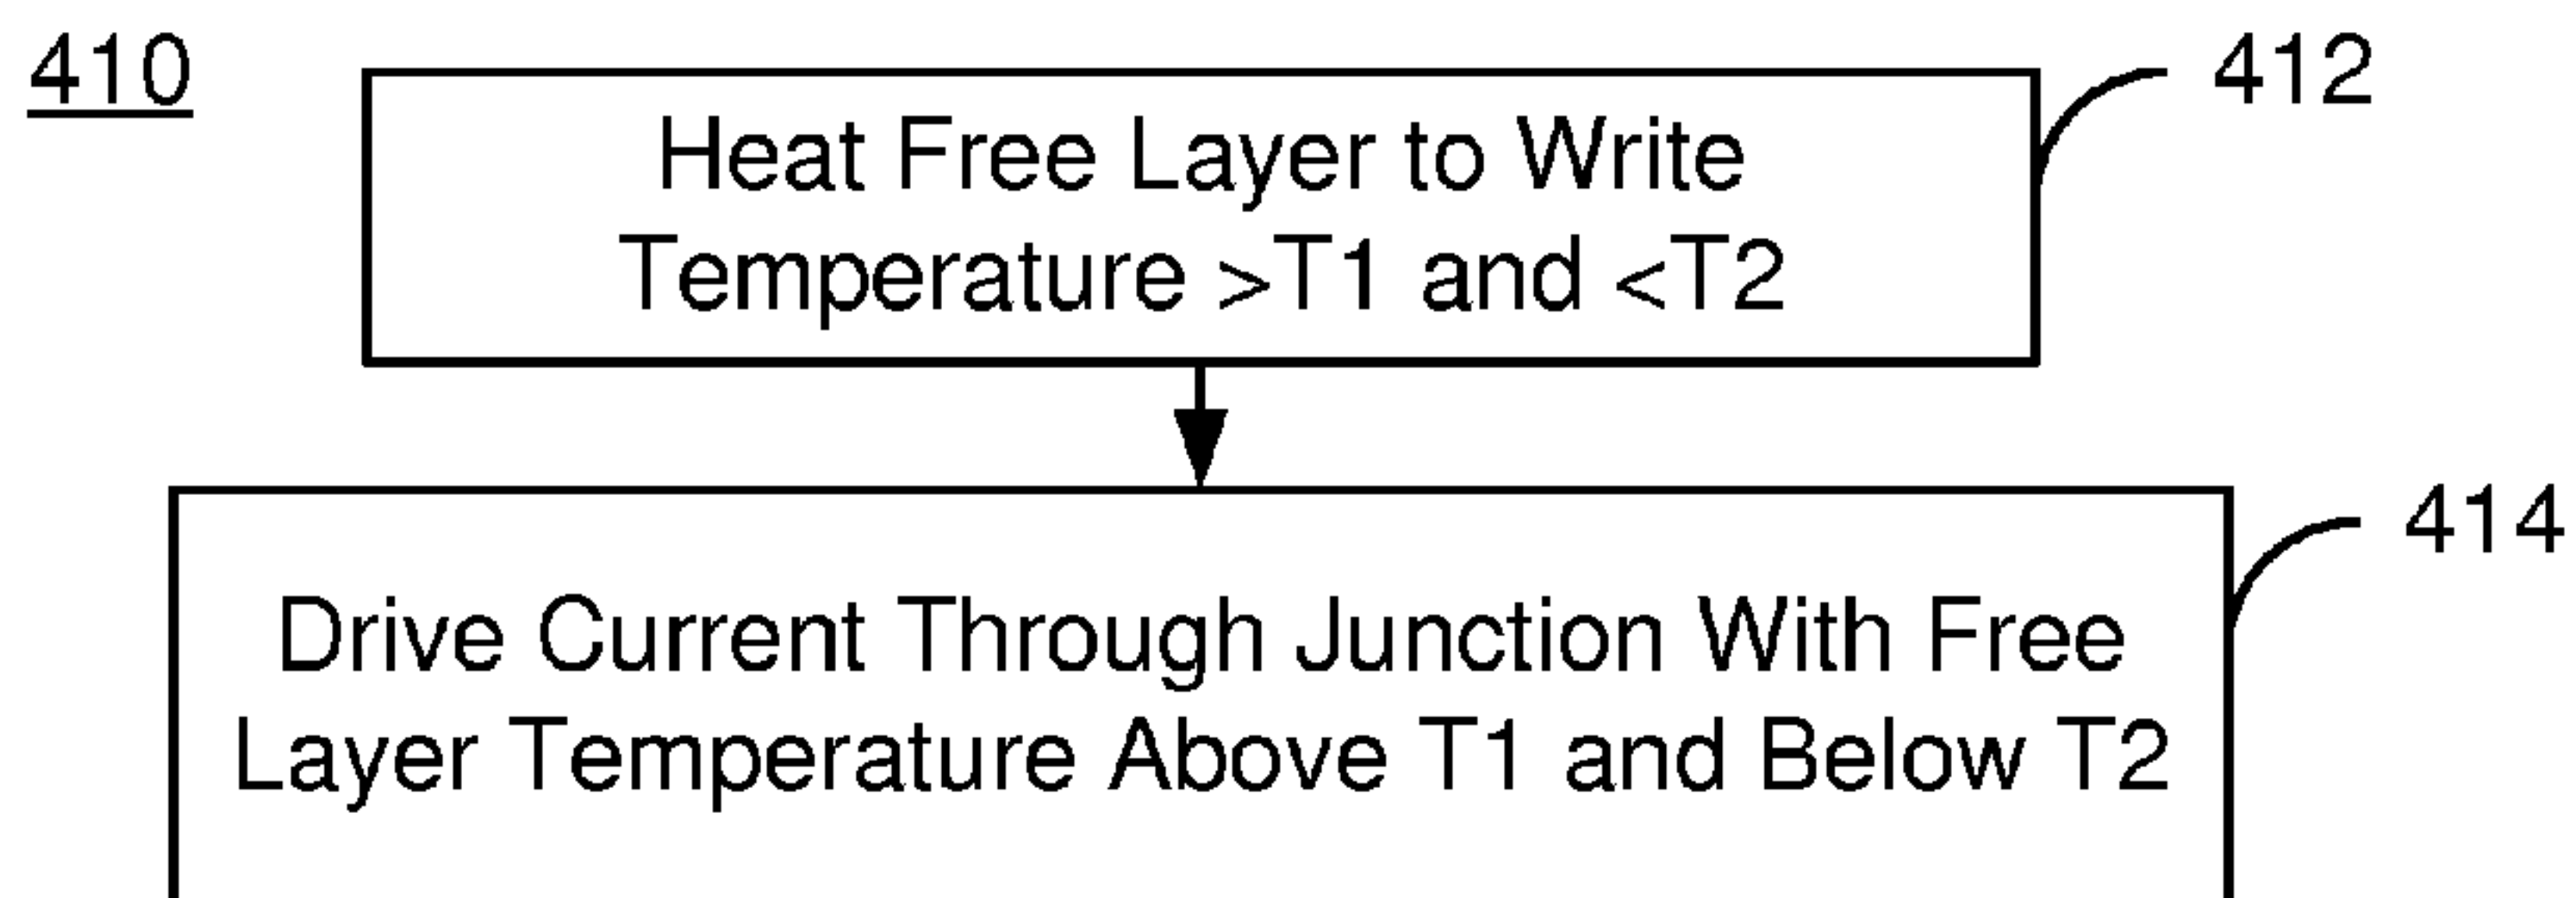 410
412
Heat Free Layer to Write
Temperature >T1 and <T2
414
Drive Current Through Junction With Free
Layer Temperature Above T1 and Below T2